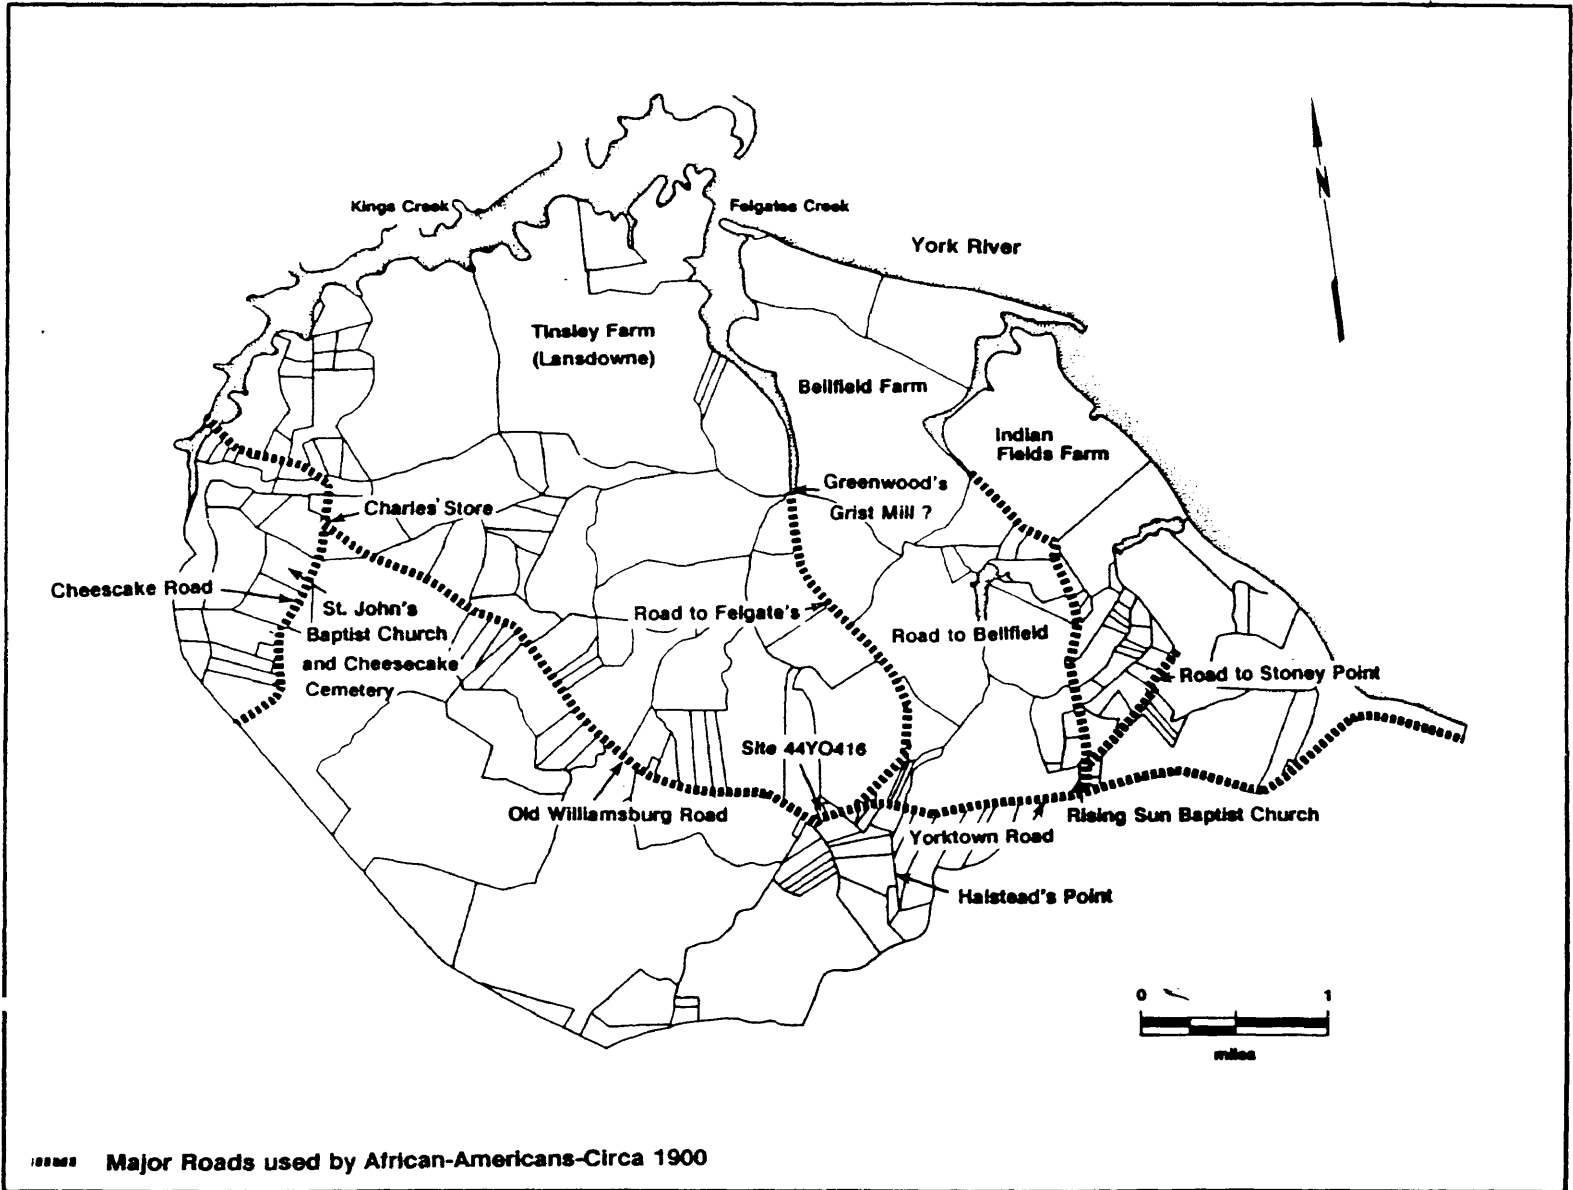 Kings Creek
Felgates Creek
York River
N
Tinsley Farm
(Lansdowne)
Bellfield Farm
Indian
Fields Farm
Greenwood's
Grist Mill ?
Charles' Store
Cheescake Road
St. John's
Baptist Church
and Cheesecake
Cemetery
Road to Felgate's
Road to Bellfield
Road to Stoney Point
Site 44YO416
Old Williamsburg Road
Rising Sun Baptist Church
Yorktown Road
Halstead's Point
0 1
miles
Major Roads used by African-Americans-Circa 1900